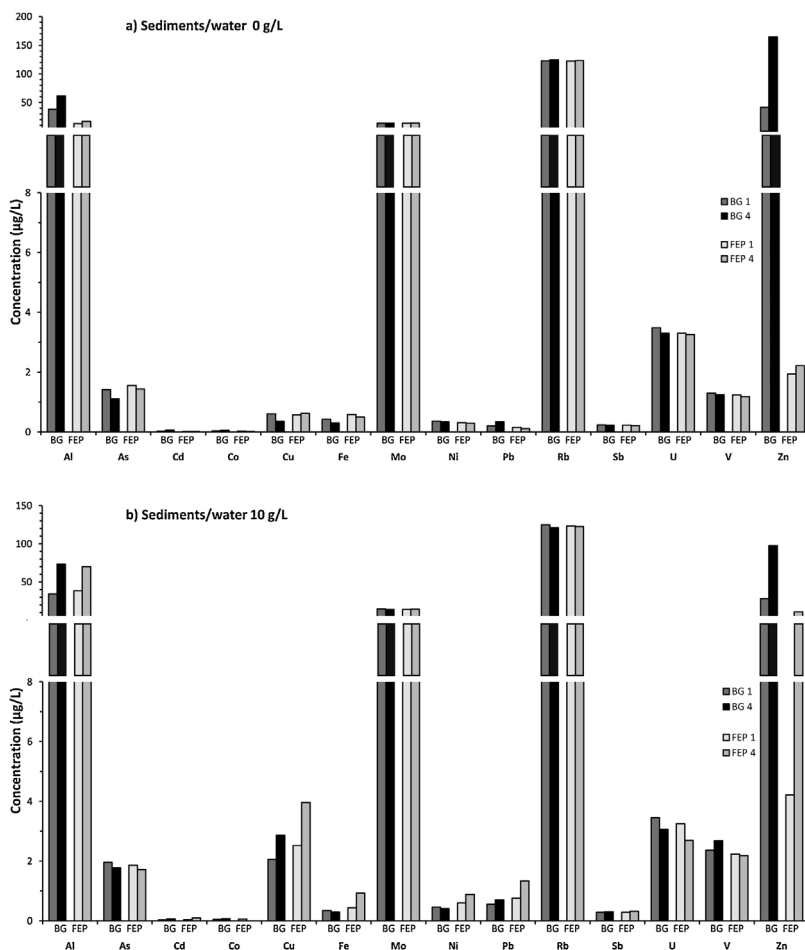 a) Sediments/water 0 g/L
200
150
100
50
8
6
4
2
0
Concentration (µg/L)
BG 1
BG 4
FEP 1
FEP 4
BG FEP BG FEP BG FEP BG FEP BG FEP BG FEP BG FEP BG FEP BG FEP BG FEP BG FEP BG FEP BG FEP BG FEP
Al As Cd Co Cu Fe Mo Ni Pb Rb Sb U V Zn
b) Sediments/water 10 g/L
150
100
50
8
6
4
2
0
Concentration (µg/L)
BG 1
BG 4
FEP 1
FEP 4
BG FEP BG FEP BG FEP BG FEP BG FEP BG FEP BG FEP BG FEP BG FEP BG FEP BG FEP BG FEP BG FEP BG FEP
Al As Cd Co Cu Fe Mo Ni Pb Rb Sb U V Zn